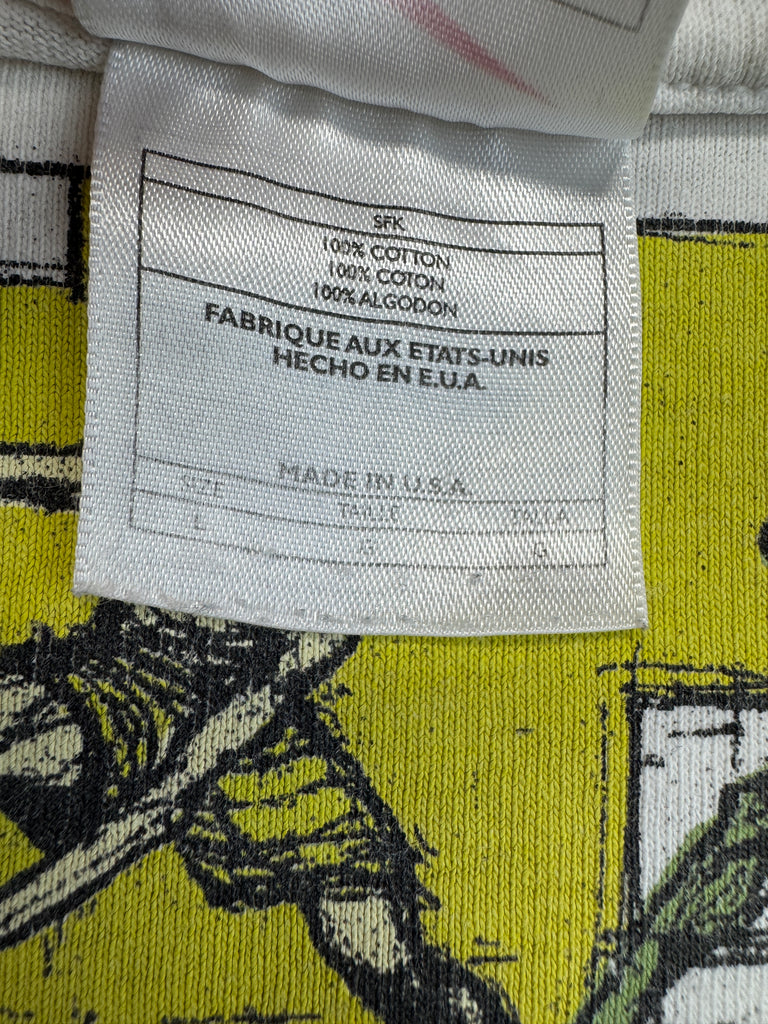 SFK
100% COTTON
100% COTON
100% ALGODON
FABRIQUE AUX ETATS-UNIS
HECHO EN E.U.A.
MADE IN U.S.A.
SIZE TAILLE TALLA
L G G